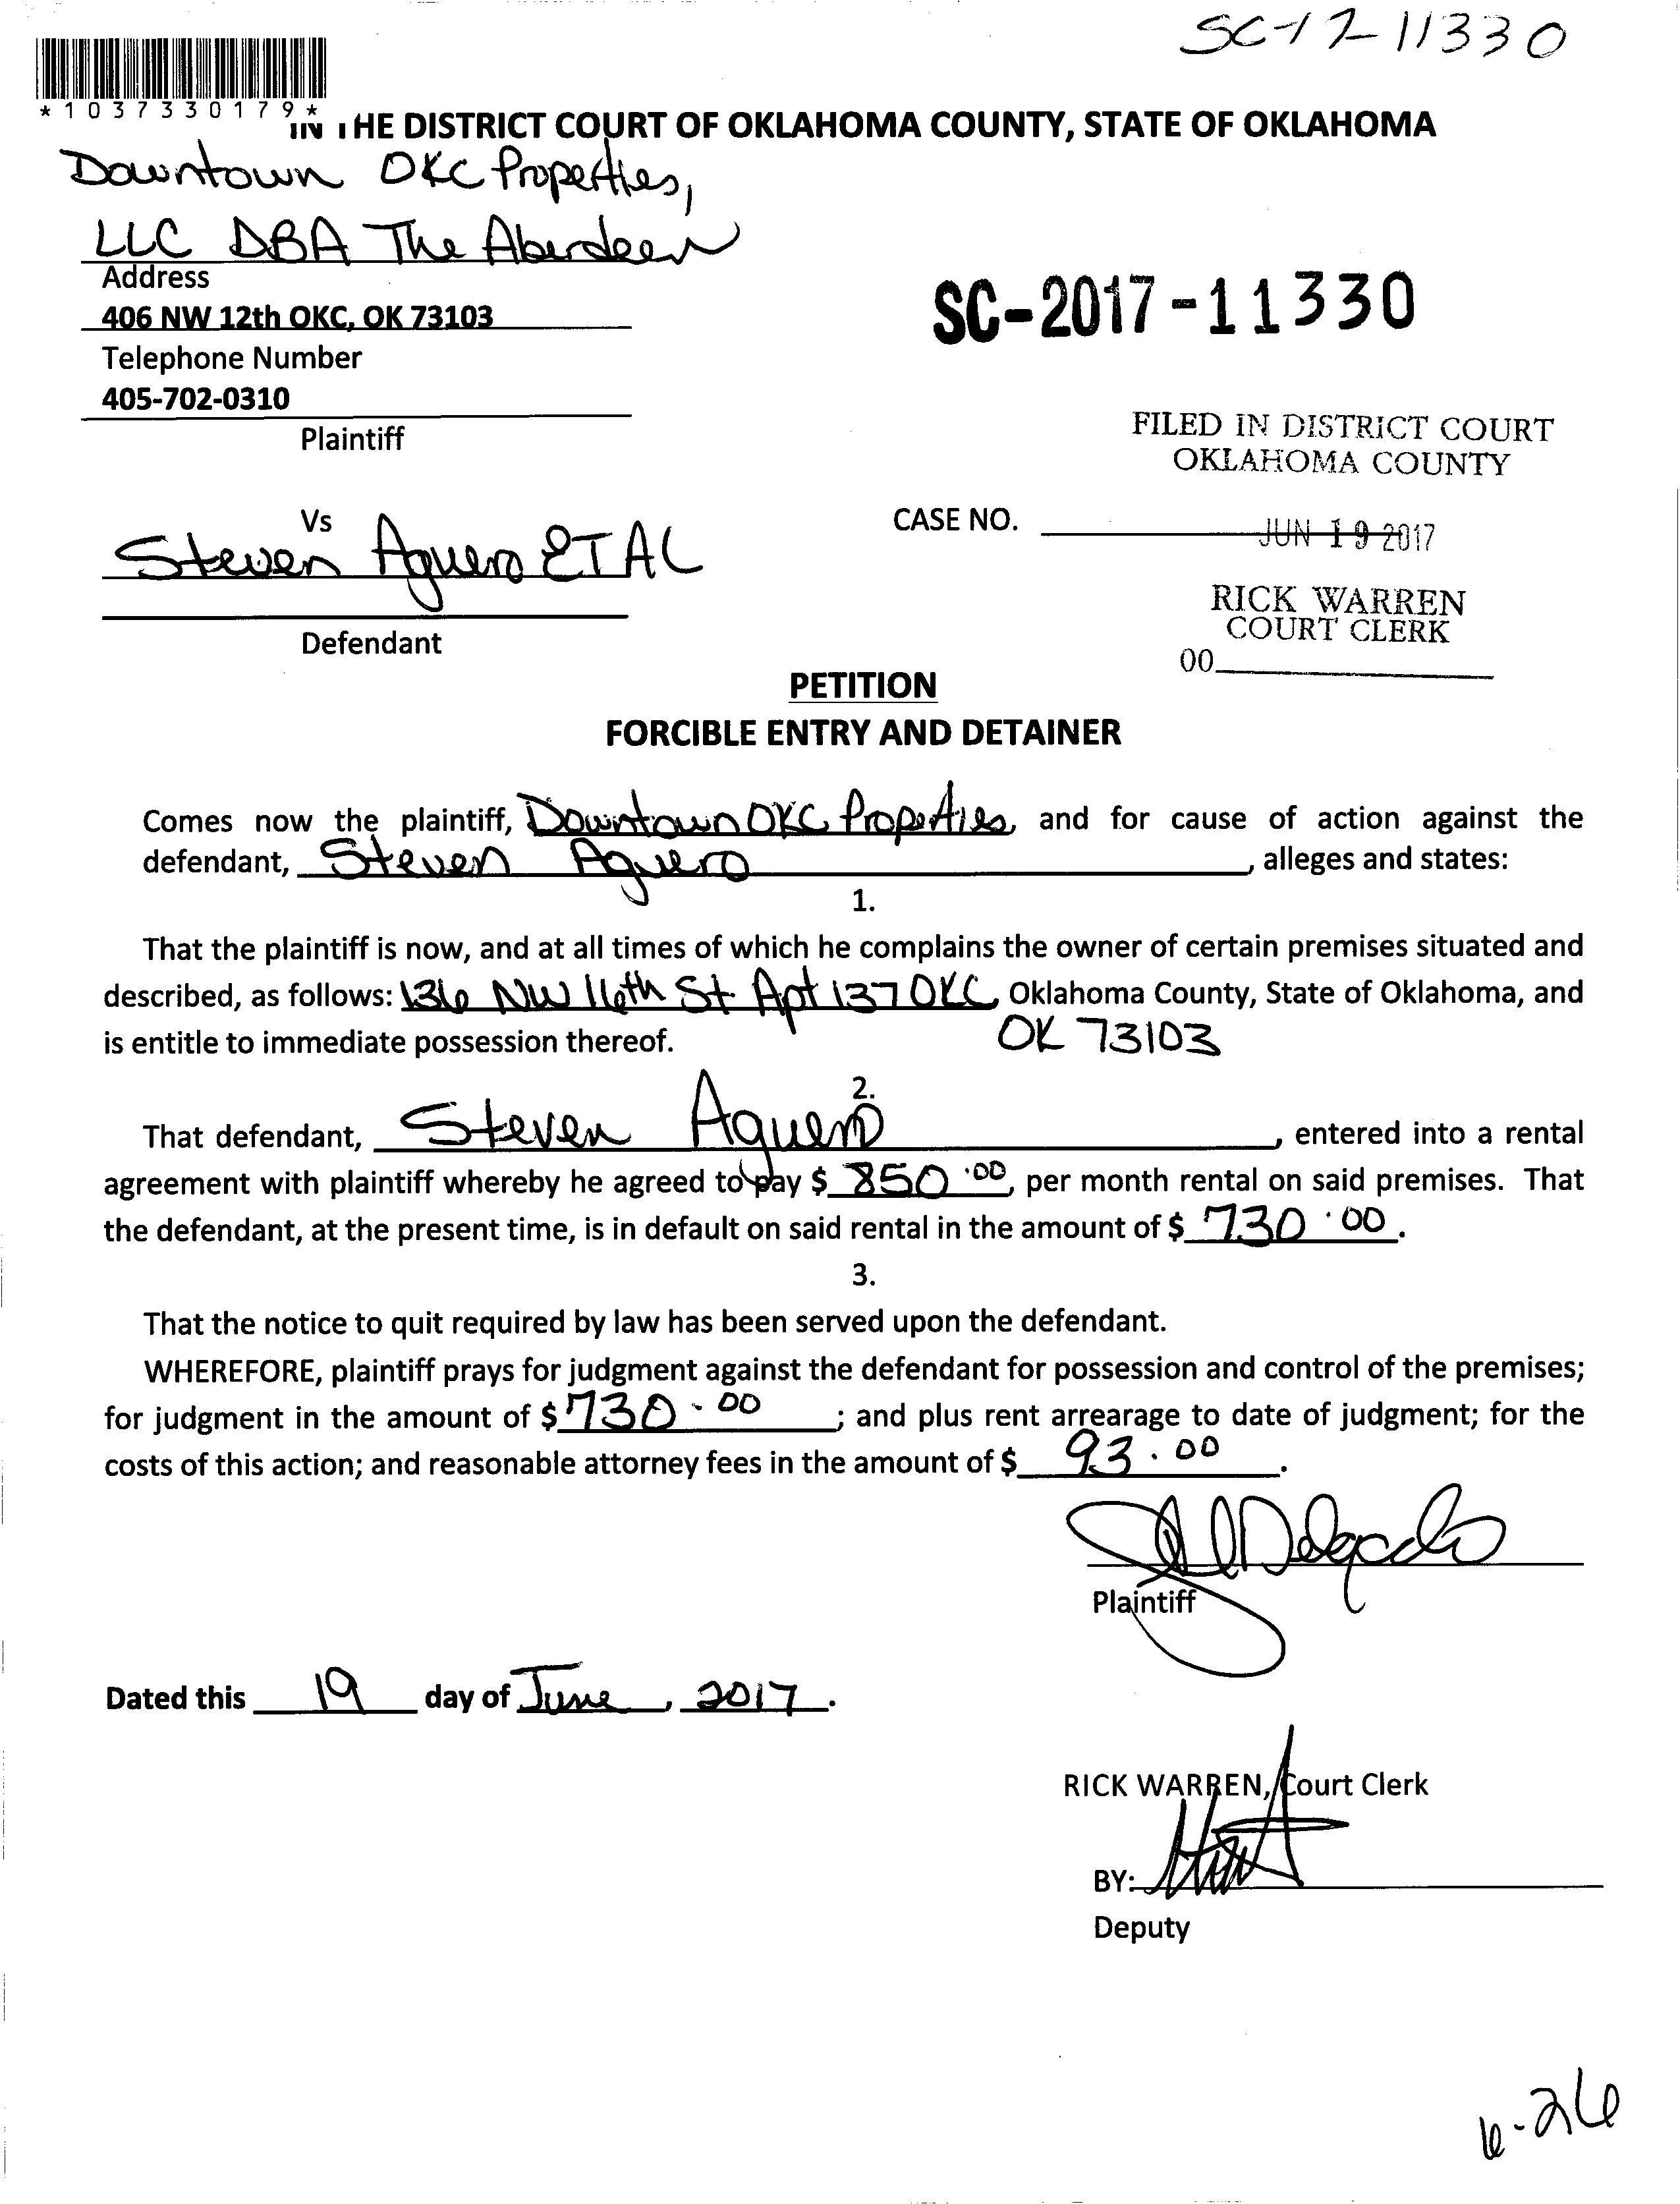 SC-17-11330
*1037330179*
IN THE DISTRICT COURT OF OKLAHOMA COUNTY, STATE OF OKLAHOMA
Downtown OKC Properties,
LLC DBA The Aberdeen
Address
406 NW 12th OKC, OK 73103
SC-2017-11330
Telephone Number
405-702-0310
Plaintiff
FILED IN DISTRICT COURT
OKLAHOMA COUNTY
Vs
CASE NO.
JUN 19 2017
Steven Aguero ETAL
RICK WARREN
COURT CLERK
Defendant
00
PETITION
FORCIBLE ENTRY AND DETAINER
Comes now the plaintiff, Downtown OKC Properties, and for cause of action against the
defendant, Steven Aguero, alleges and states:
1.
That the plaintiff is now, and at all times of which he complains the owner of certain premises situated and
described, as follows: 136 NW 16th St Apt 137 OKC, Oklahoma County, State of Oklahoma, and
is entitle to immediate possession thereof. OK 73103
2.
That defendant, Steven Aguero, entered into a rental
agreement with plaintiff whereby he agreed to pay $ 850.00, per month rental on said premises. That
the defendant, at the present time, is in default on said rental in the amount of $ 730.00.
3.
That the notice to quit required by law has been served upon the defendant.
WHEREFORE, plaintiff prays for judgment against the defendant for possession and control of the premises;
for judgment in the amount of $ 730.00; and plus rent arrearage to date of judgment; for the
costs of this action; and reasonable attorney fees in the amount of $ 93.00.
Delgado
Plaintiff
Dated this 19 day of June, 2017.
RICK WARREN, Court Clerk
BY:
Deputy
6-26